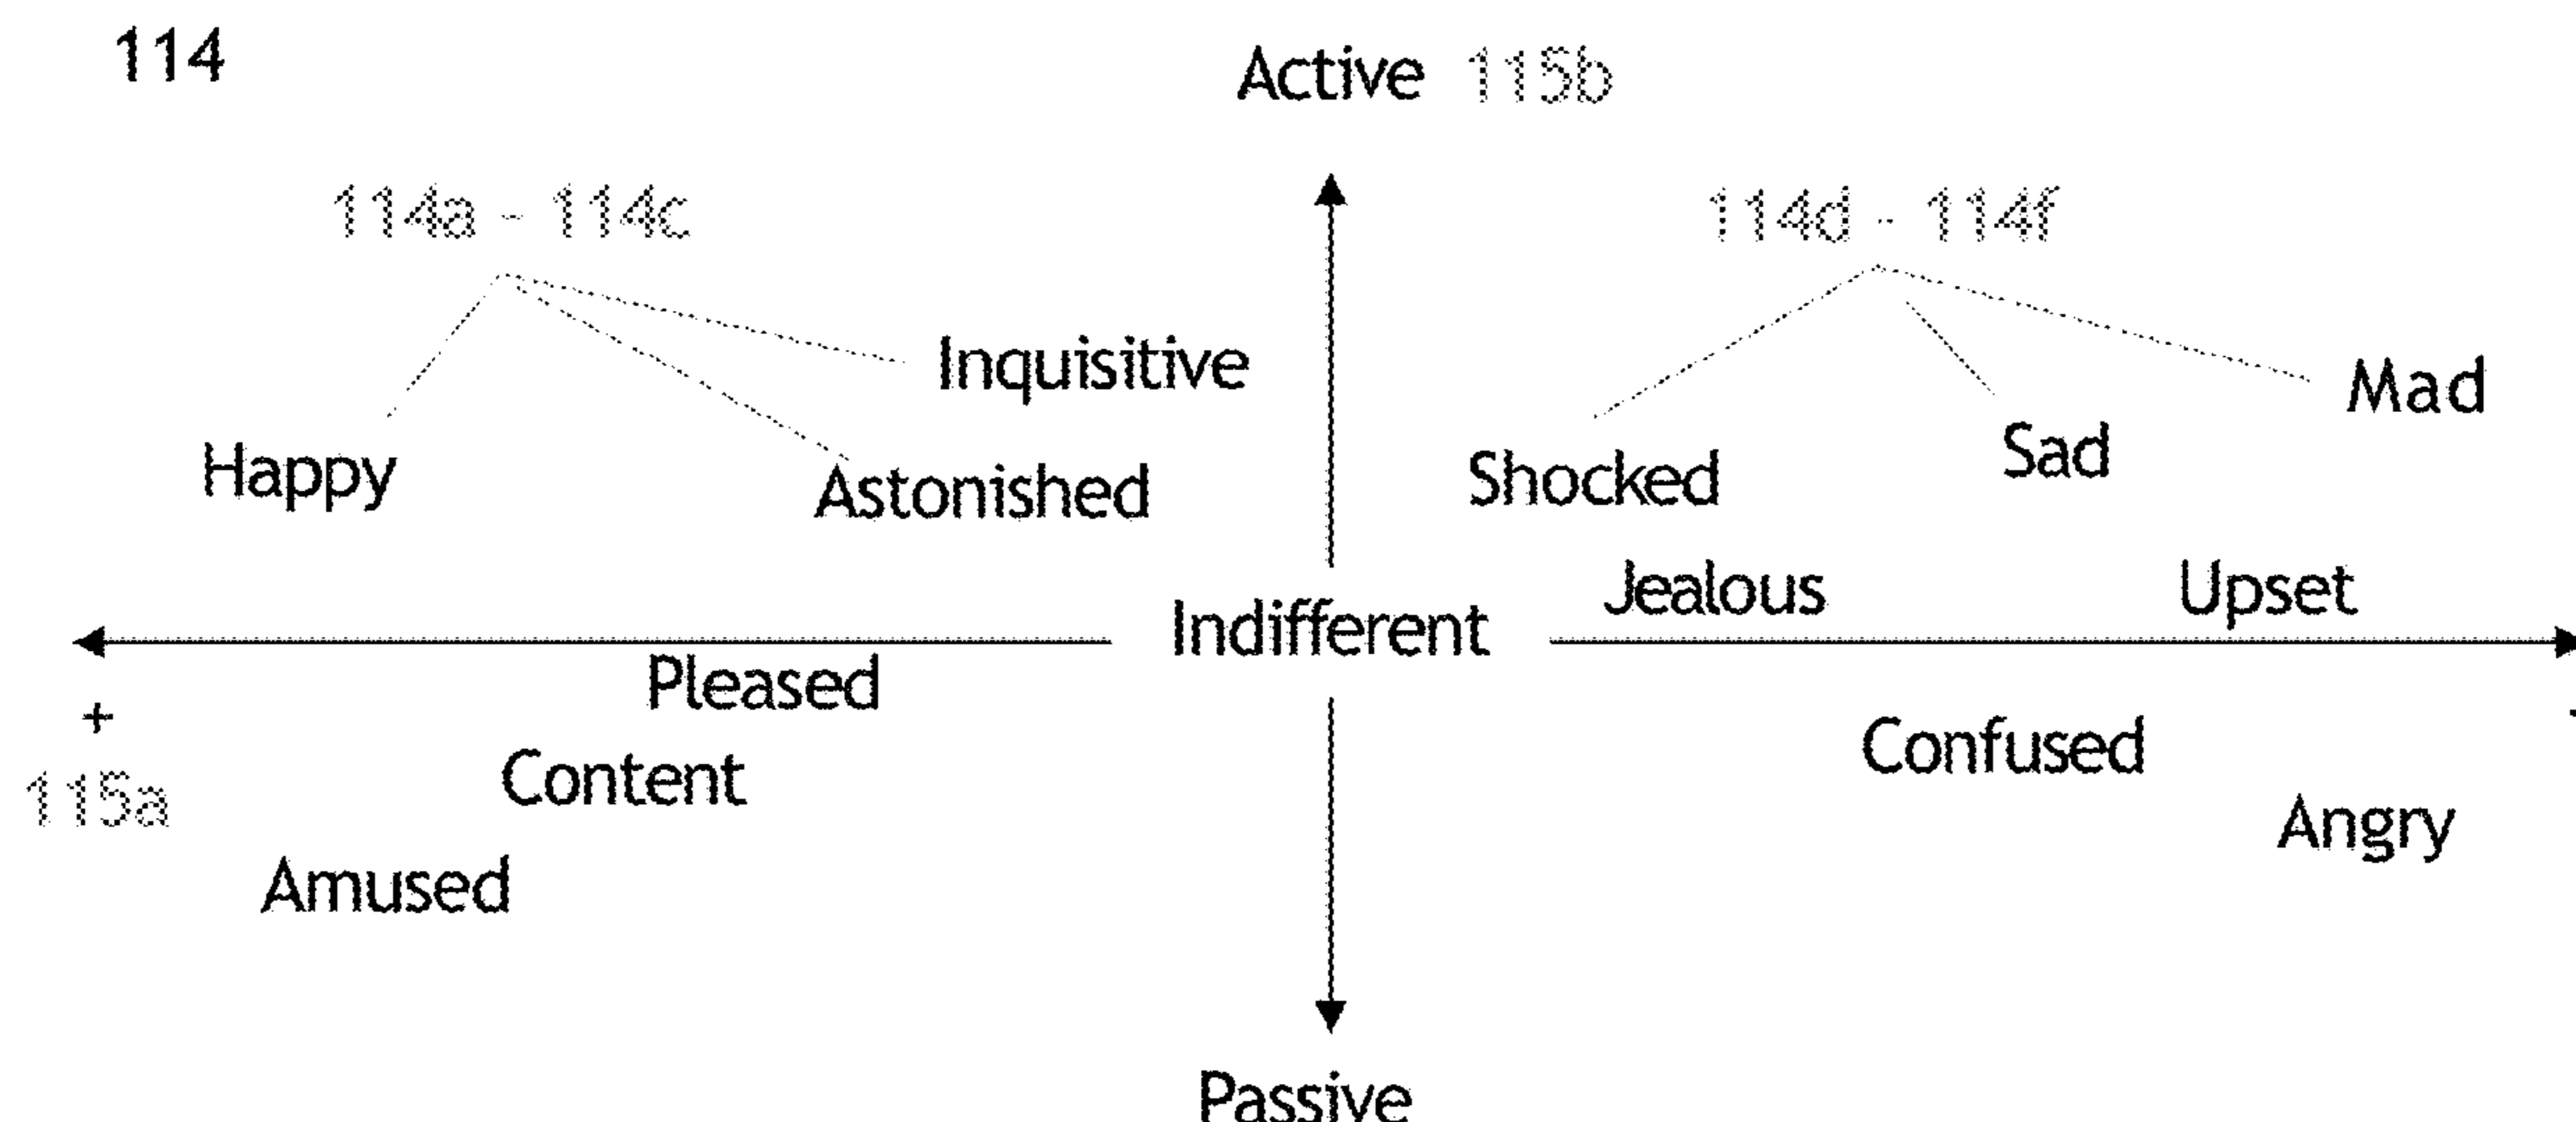 114
Active 115b
114a - 114c
114d - 114f
Inquisitive
Mad
Happy
Astonished
Shocked
Sad
Jealous
Upset
Indifferent
Pleased
+
-
Content
Confused
115a
Angry
Amused
Passive